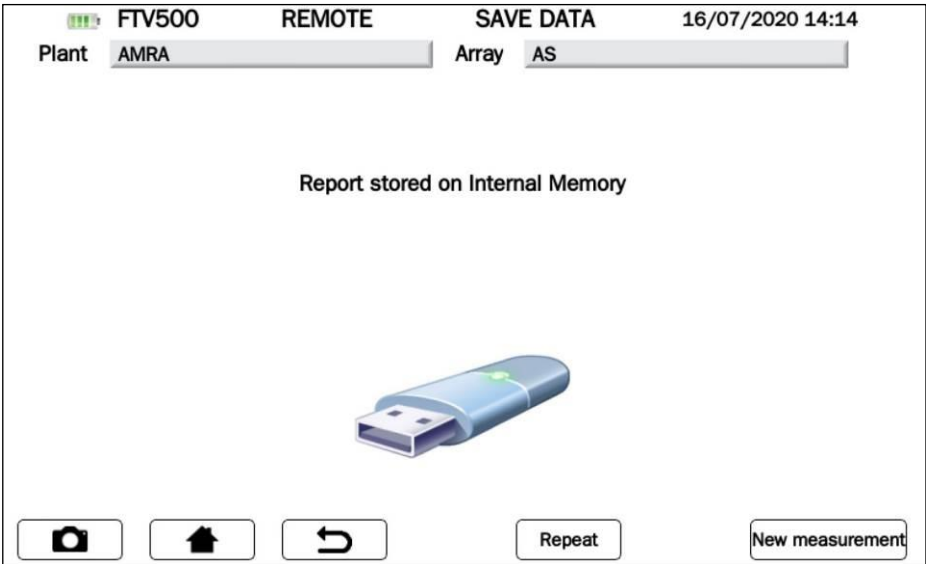 FTV500 REMOTE SAVE DATA 16/07/2020 14:14
Plant AMRA Array AS
Report stored on Internal Memory
Repeat New measurement